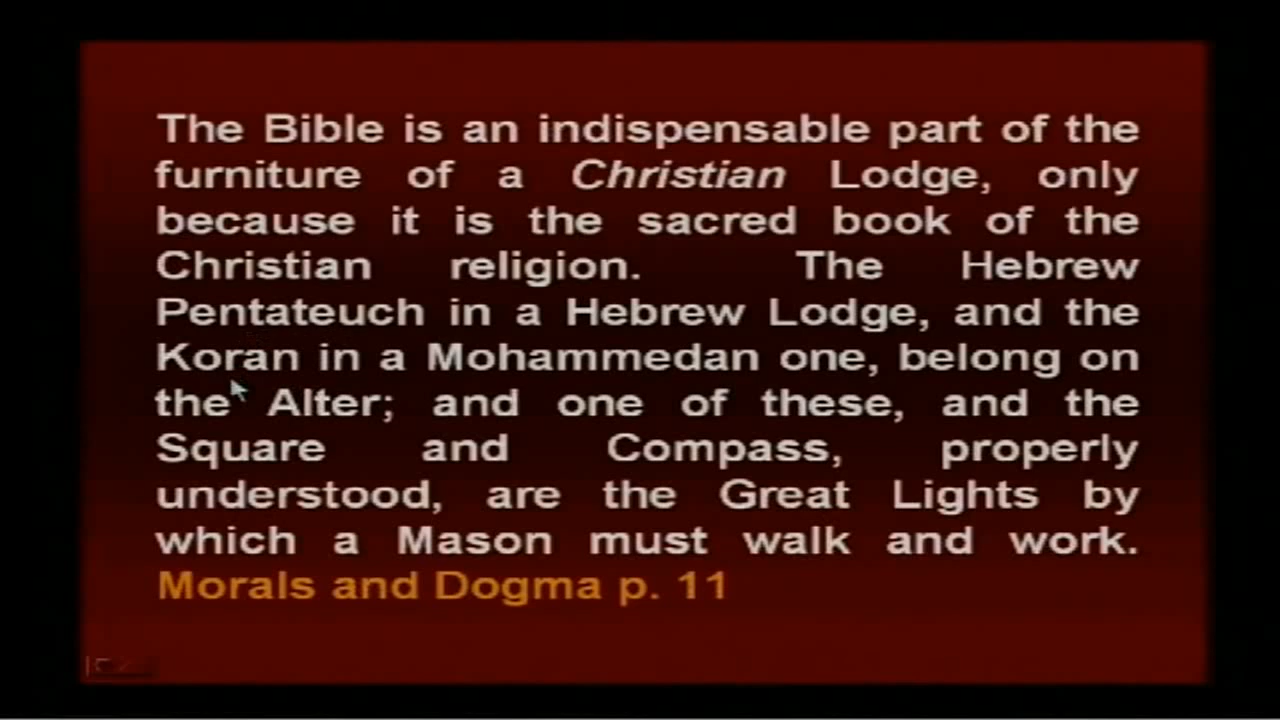 The Bible is an indispensable part of the
furniture of a Christian Lodge, only
because it is the sacred book of the
Christian religion. The Hebrew
Pentateuch in a Hebrew Lodge, and the
Koran in a Mohammedan one, belong on
the Alter; and one of these, and the
Square and Compass, properly
understood, are the Great Lights by
which a Mason must walk and work.
Morals and Dogma p. 11